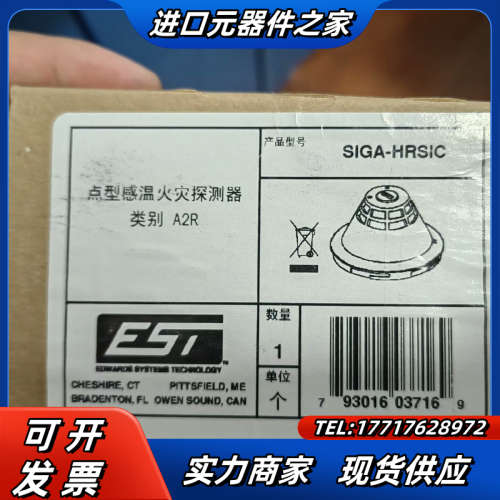 进口元器件之家
产品型号
SIGA-HRSIC
点型感温火灾探测器
类别 A2R
数量
1
单位
个
EST
EDWARDS SYSTEMS TECHNOLOGY
TM
CHESHIRE, CT PITTSFIELD, ME
BRADENTON, FL OWEN SOUND, CAN
7 93016 03716 9
可开
发票
TEL:17717628972
实力商家 现货供应